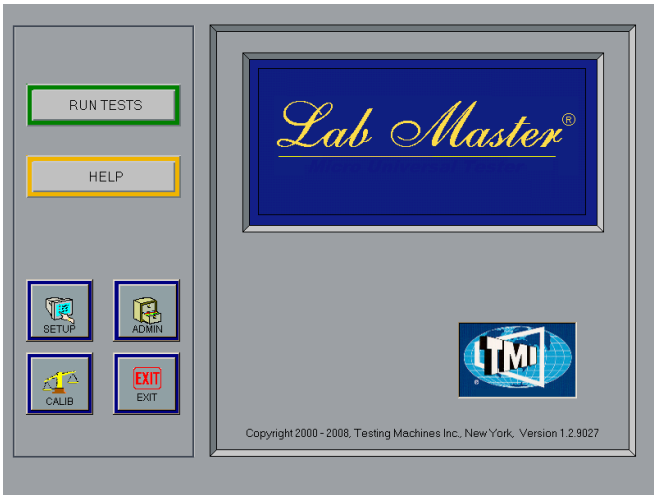 RUN TESTS
HELP
SETUP
ADMIN
CALIB
EXIT
EXIT
Lab Master®
TMI
®
Copyright 2000 - 2008, Testing Machines Inc., New York, Version 1.2.9027